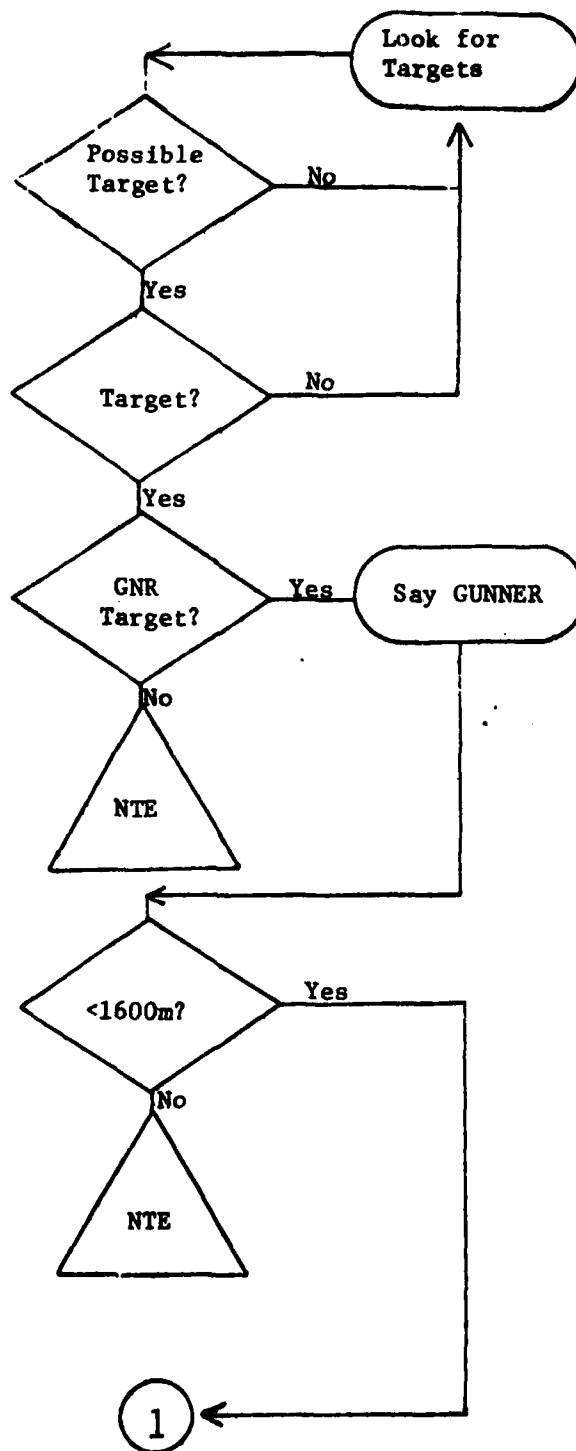 Look for
Targets
Possible
Target?
No
Yes
Target?
No
Yes
GNR
Target?
Yes
Say GUNNER
No
NTE
<1600m?
Yes
No
NTE
1